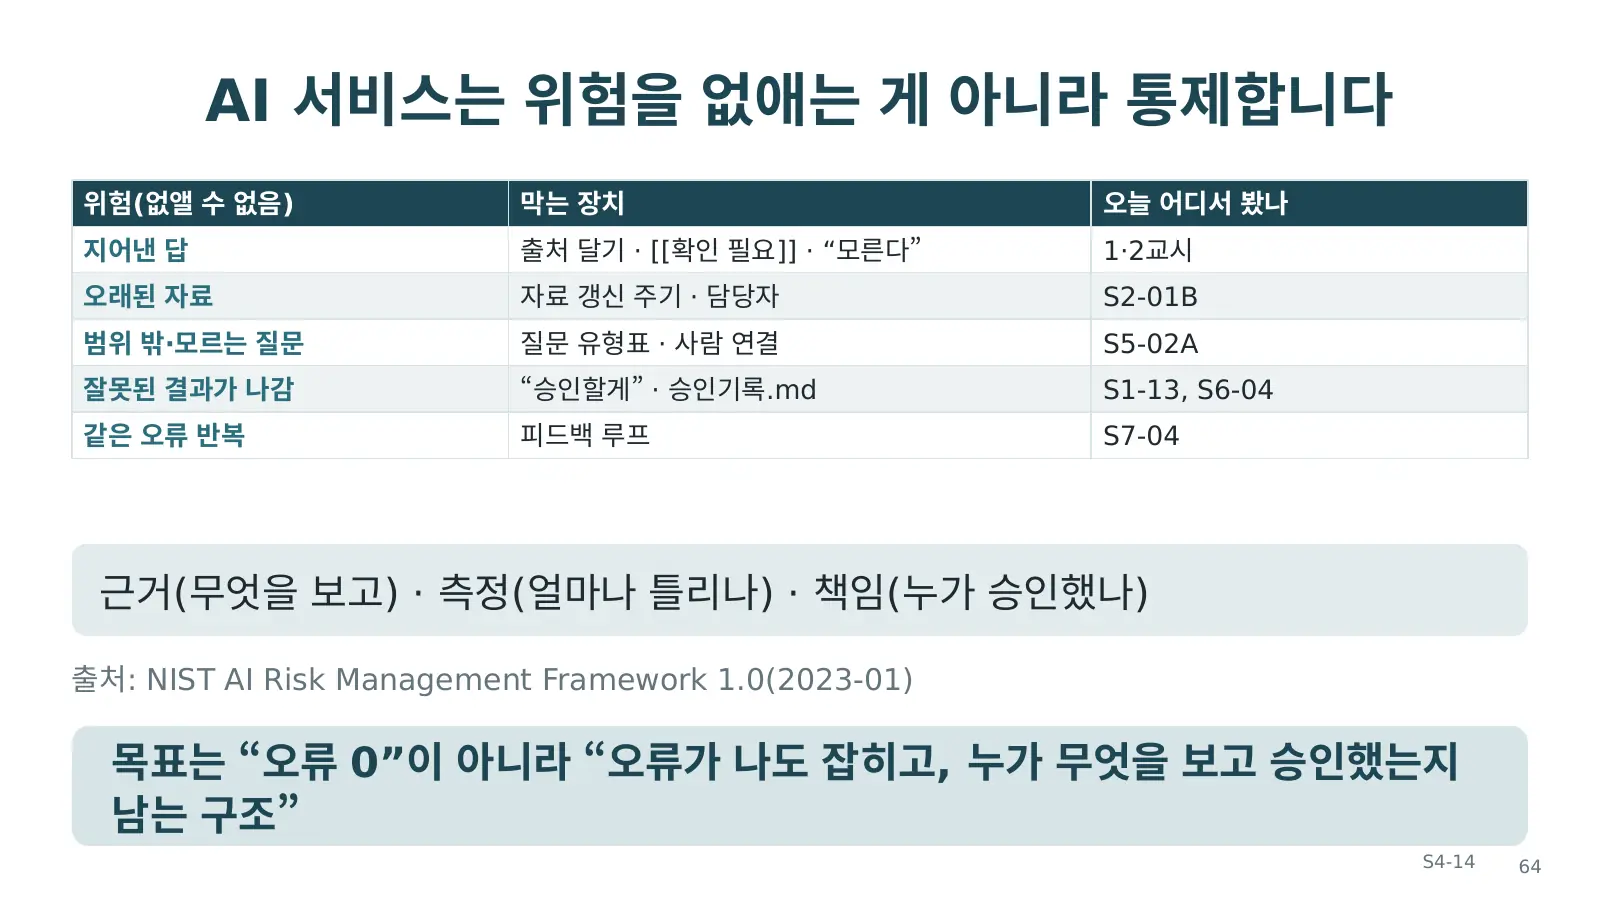 AI 서비스는 위험을 없애는 게 아니라 통제합니다
위험(없앨 수 없음) 막는 장치 오늘 어디서 봤나
지어낸 답 출처 달기 · [[확인 필요]] · “모른다” 1·2교시
오래된 자료 자료 갱신 주기 · 담당자 S2-01B
범위 밖·모르는 질문 질문 유형표 · 사람 연결 S5-02A
잘못된 결과가 나감 “승인할게” · 승인기록.md S1-13, S6-04
같은 오류 반복 피드백 루프 S7-04
근거(무엇을 보고) · 측정(얼마나 틀리나) · 책임(누가 승인했나)
출처: NIST AI Risk Management Framework 1.0(2023-01)
목표는 “오류 0”이 아니라 “오류가 나도 잡히고, 누가 무엇을 보고 승인했는지
남는 구조”
S4-14 64